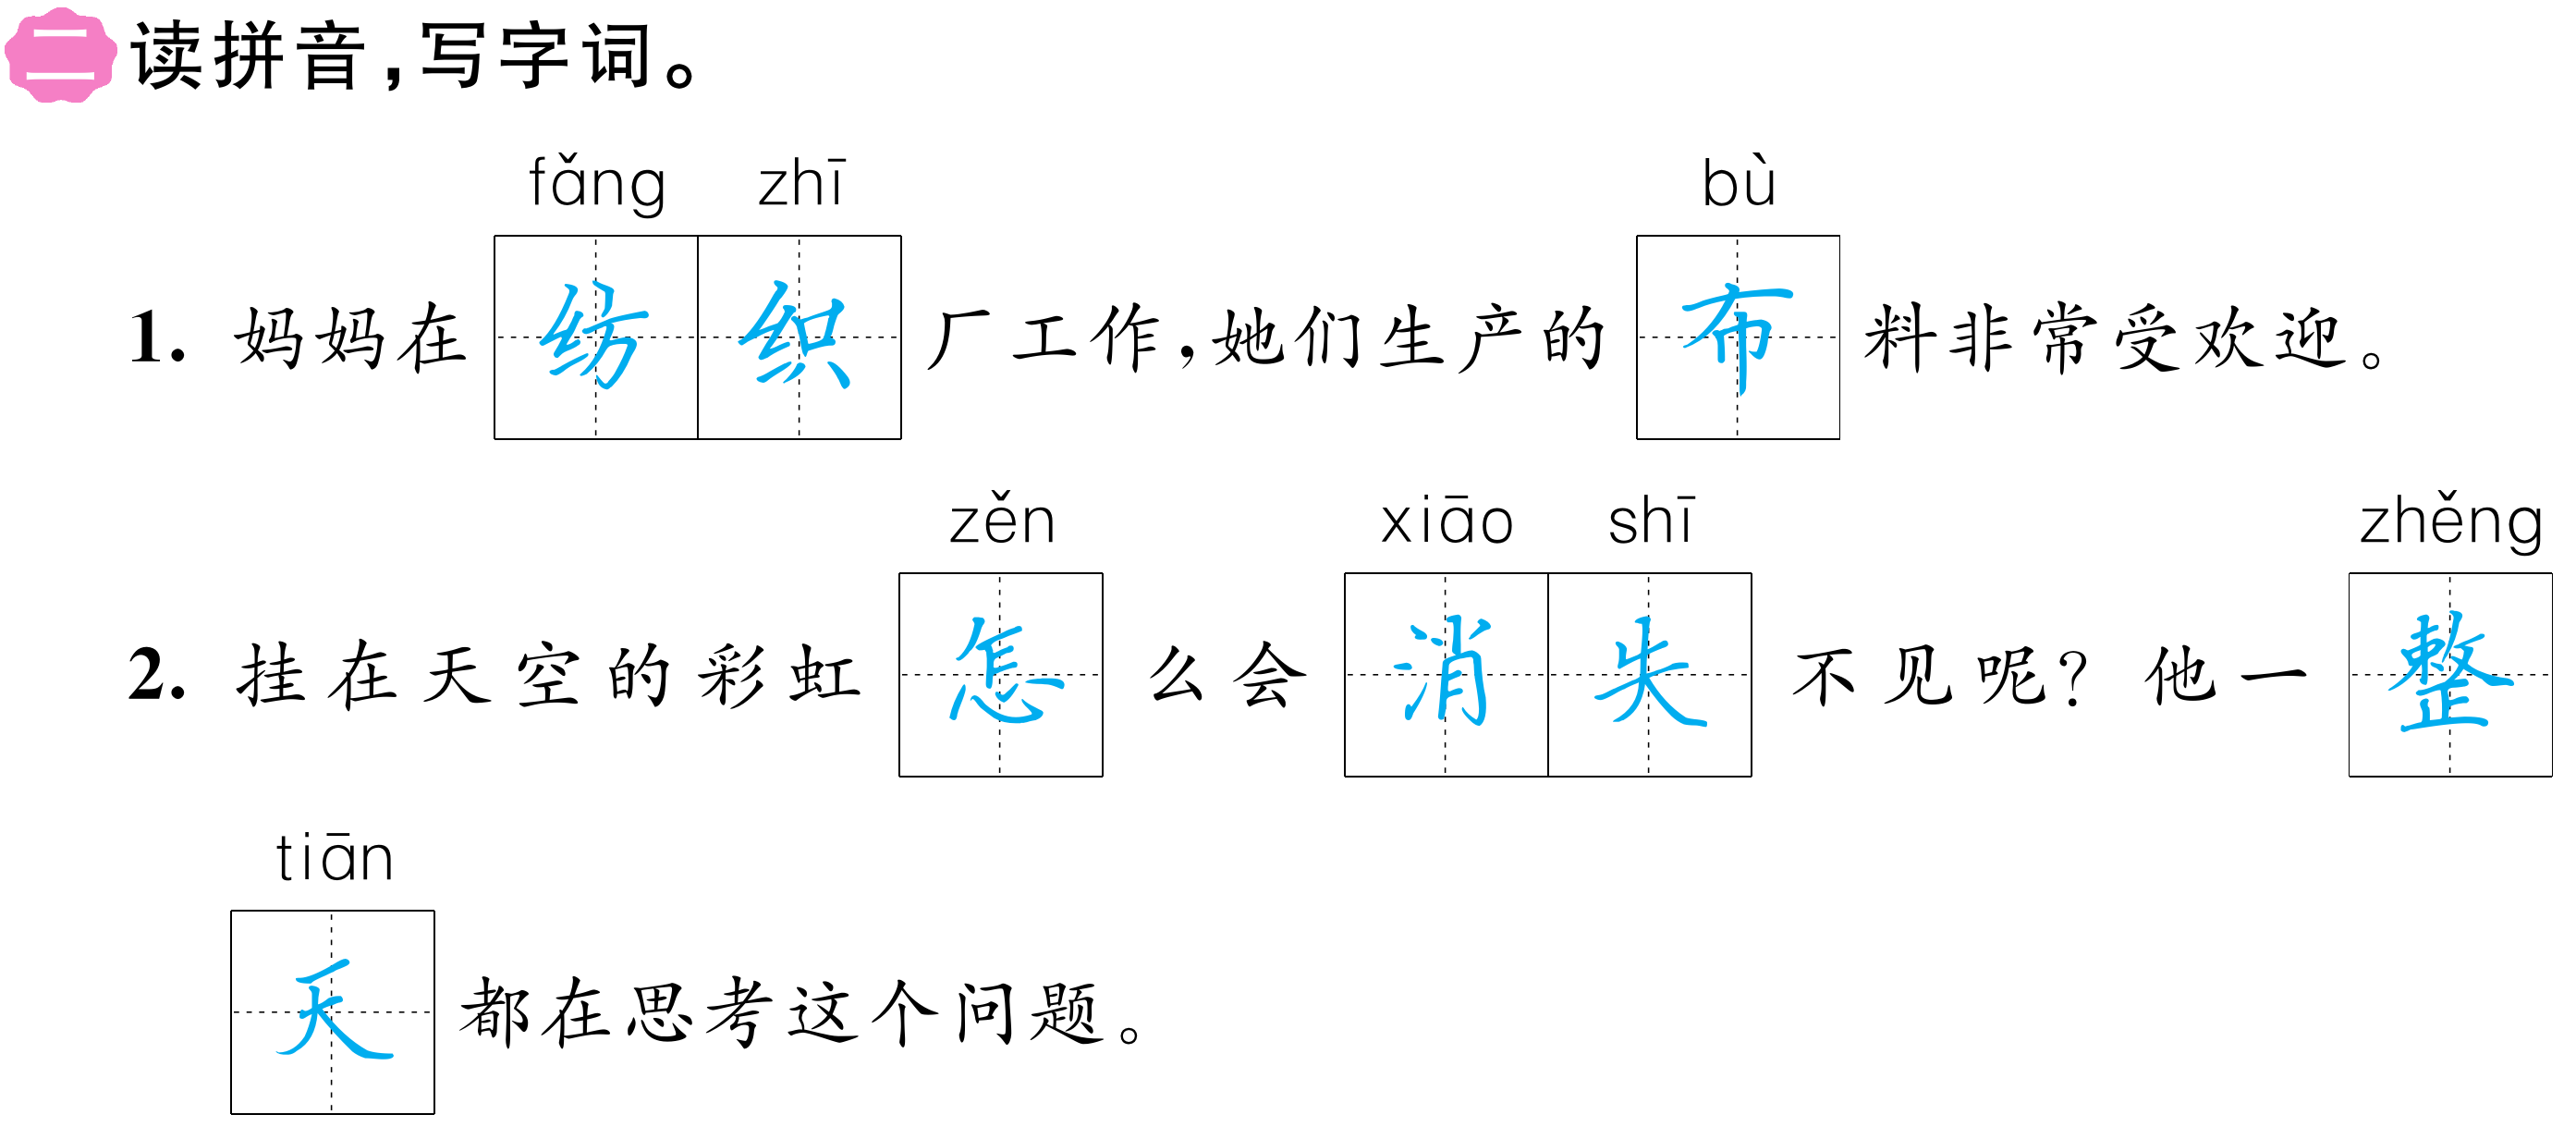 二 读拼音，写字词。
fǎng zhī bù
1. 妈妈在纺织厂工作，她们生产的布料非常受欢迎。
zěn xiāo shī zhěng
2. 挂在天空的彩虹怎么会消失不见呢？他一整
tiān
天都在思考这个问题。